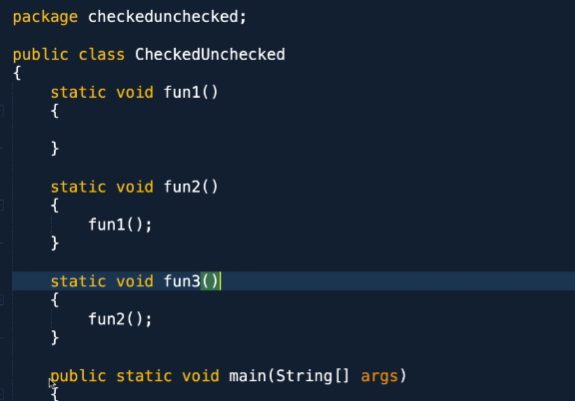 package checkedunchecked;
public class CheckedUnchecked
{
static void fun1()
{
}
static void fun2()
{
fun1();
}
static void fun3()
{
fun2();
}
public static void main(String[] args)
{